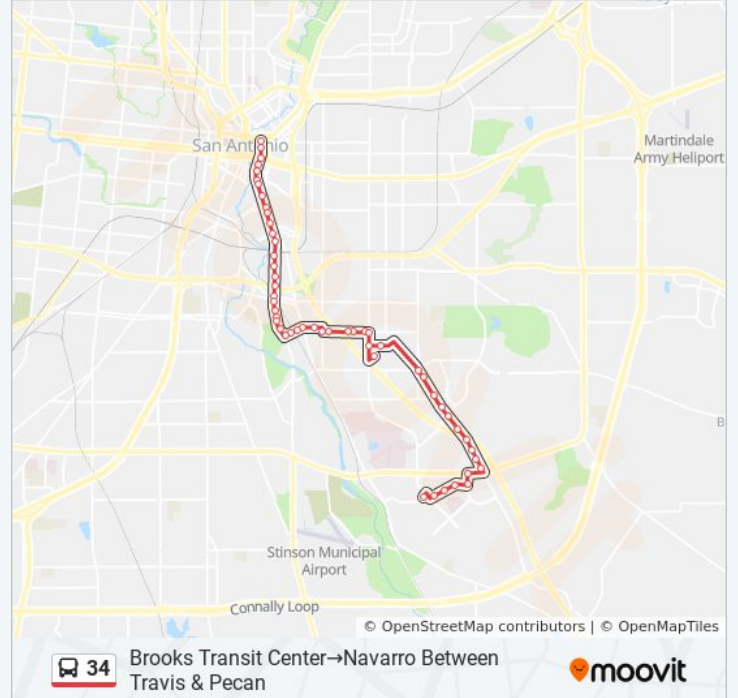 San Antonio
Martindale
Army Heliport
B
Stinson Municipal
Airport
Connally Loop
© OpenStreetMap contributors | © OpenMapTiles
34
Brooks Transit Center→Navarro Between
Travis & Pecan
moovit